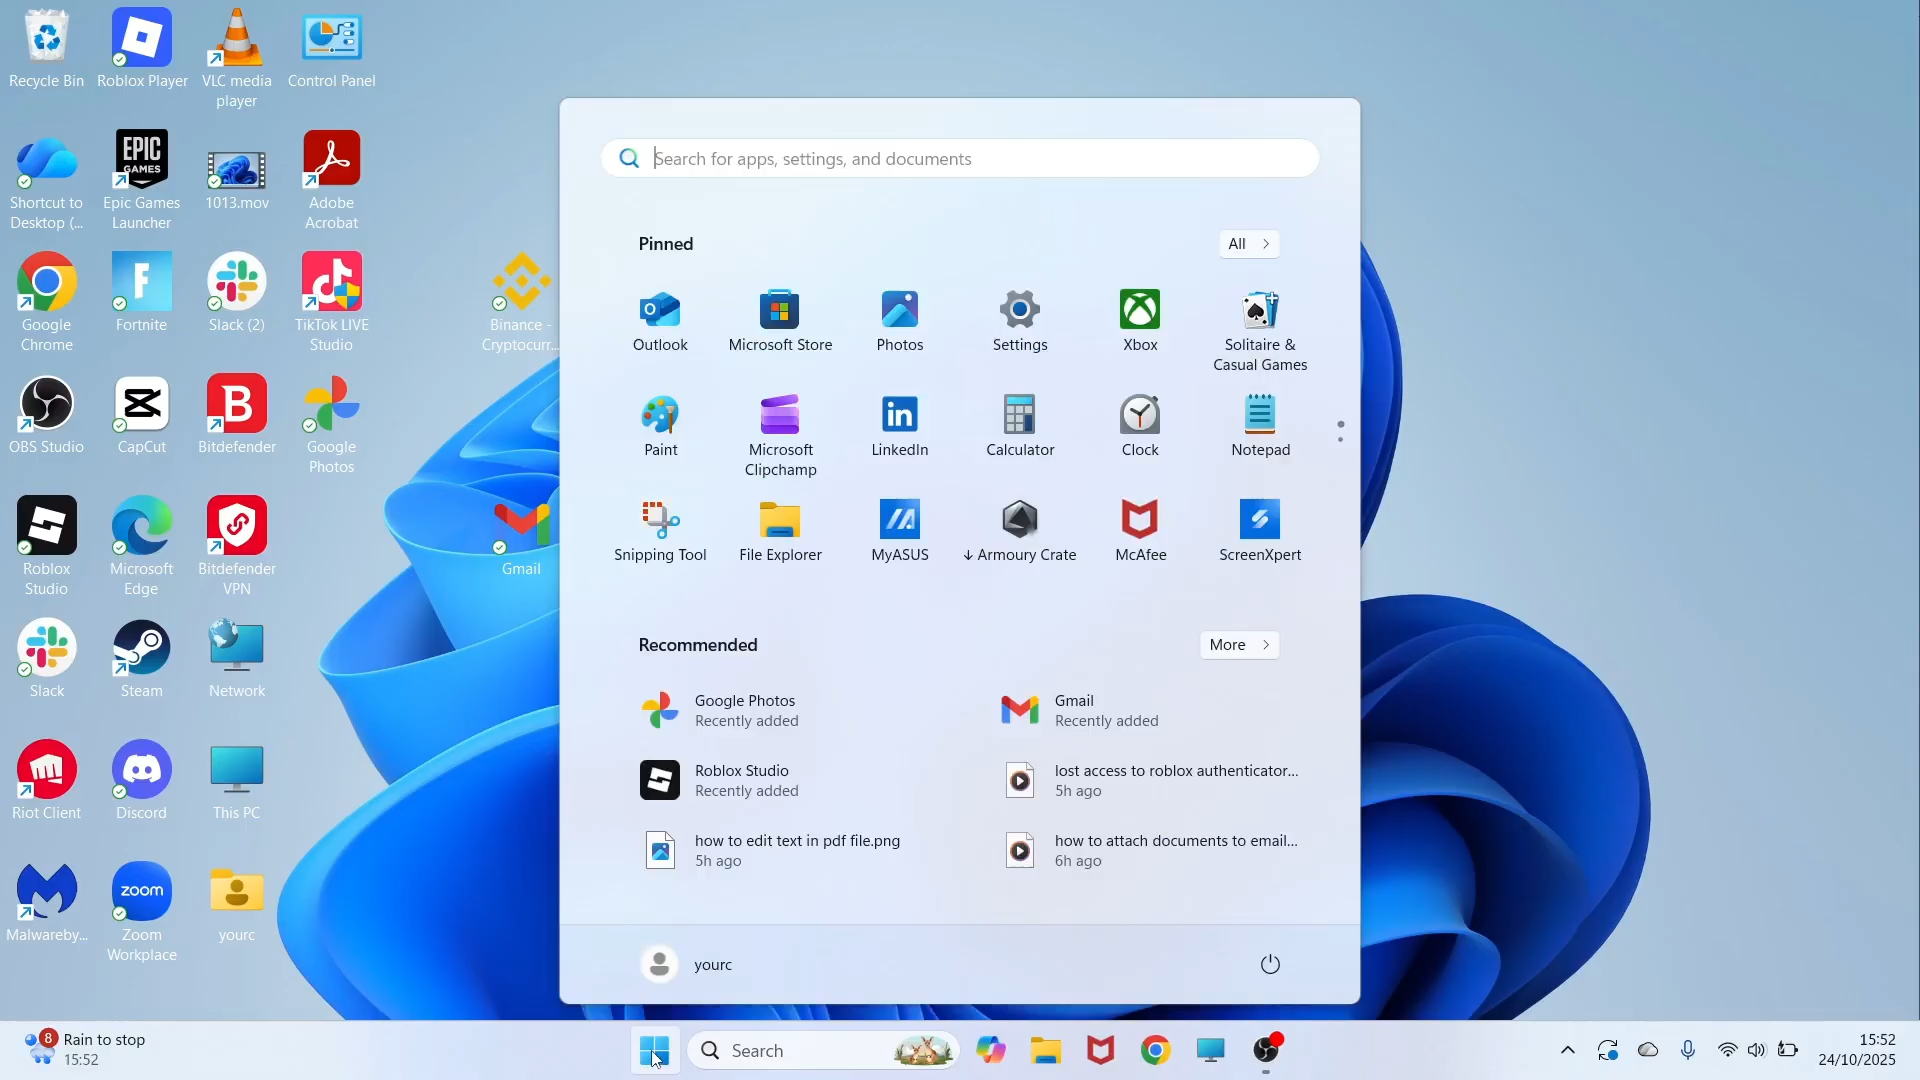 Recycle Bin
Roblox Player
VLC media
player
Control Panel
Shortcut to
Desktop (...
EPIC
GAMES
Epic Games
Launcher
1013.mov
Adobe
Acrobat
Google
Chrome
F
Fortnite
Slack (2)
TikTok LIVE
Studio
Binance -
Cryptocurr...
OBS Studio
CapCut
B
Bitdefender
Google
Photos
Roblox
Studio
Microsoft
Edge
Bitdefender
VPN
Gmail
Slack
Steam
Network
Riot Client
Discord
This PC
Malwareby...
zoom
Zoom
Workplace
yourc
Search for apps, settings, and documents
Pinned
All
Outlook
Microsoft Store
Photos
Settings
Xbox
Solitaire &
Casual Games
Paint
Microsoft
Clipchamp
in
LinkedIn
Calculator
Clock
Notepad
Snipping Tool
File Explorer
MyASUS
Armoury Crate
McAfee
ScreenXpert
Recommended
More
Google Photos
Recently added
Gmail
Recently added
Roblox Studio
Recently added
lost access to roblox authenticator...
5h ago
how to edit text in pdf file.png
5h ago
how to attach documents to email...
6h ago
yourc
8
Rain to stop
15:52
Search
15:52
24/10/2025